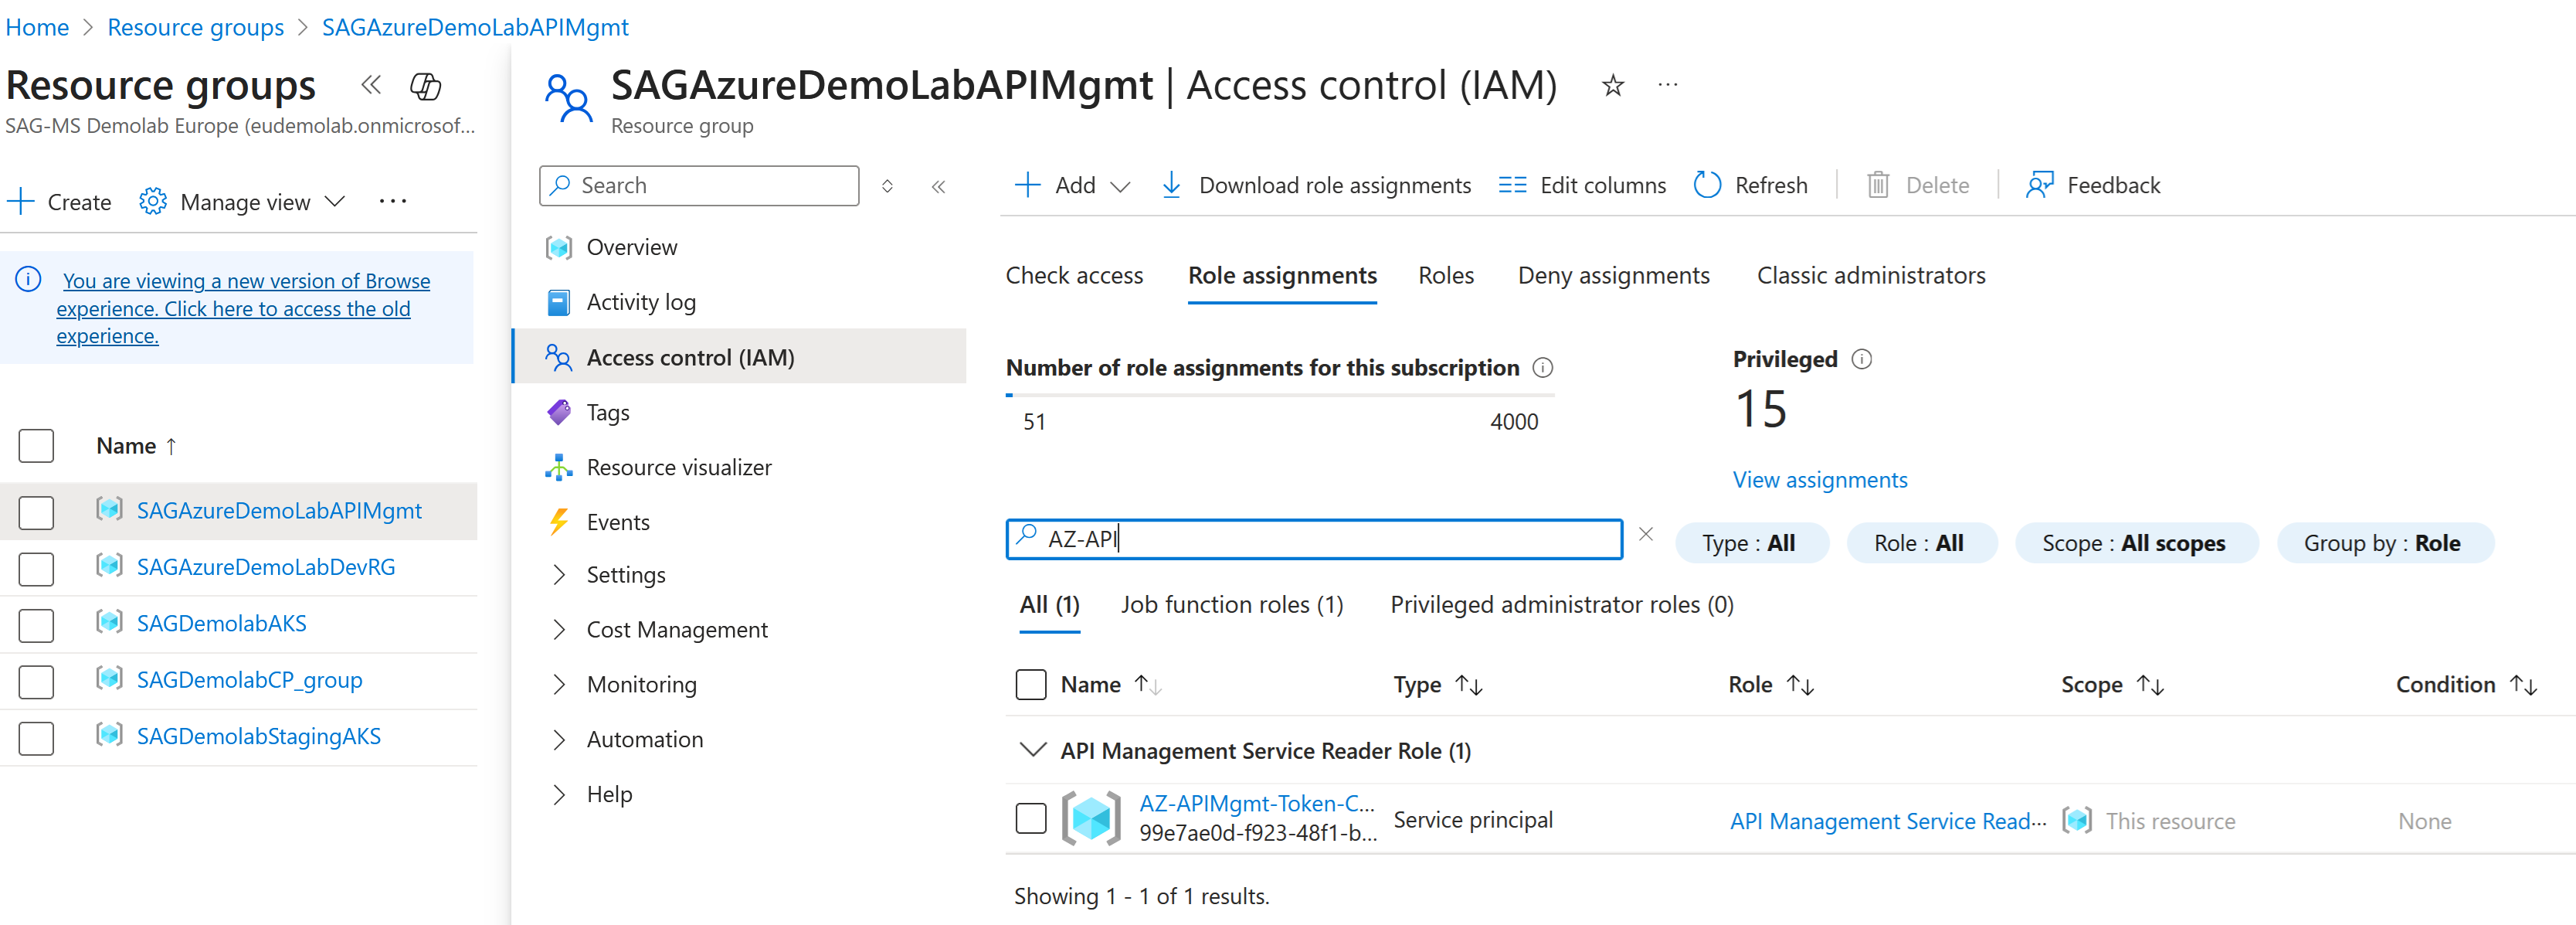 Home > Resource groups > SAGAzureDemoLabAPIMgmt
Resource groups
SAG-MS Demolab Europe (eudemolab.onmicrosof...
Create Manage view ...
You are viewing a new version of Browse
experience. Click here to access the old
experience.
Name ↑
SAGAzureDemoLabAPIMgmt
SAGAzureDemoLabDevRG
SAGDemolabAKS
SAGDemolabCP_group
SAGDemolabStagingAKS
SAGAzureDemoLabAPIMgmt | Access control (IAM) ...
Resource group
Search
Overview
Activity log
Access control (IAM)
Tags
Resource visualizer
Events
Settings
Cost Management
Monitoring
Automation
Help
Add Download role assignments Edit columns Refresh Delete Feedback
Check access Role assignments Roles Deny assignments Classic administrators
Number of role assignments for this subscription
51 4000
Privileged
15
View assignments
AZ-API
Type : All Role : All Scope : All scopes Group by : Role
All (1) Job function roles (1) Privileged administrator roles (0)
Name ↑↓ Type ↑↓ Role ↑↓ Scope ↑↓ Condition ↑↓
API Management Service Reader Role (1)
AZ-APIMgmt-Token-C...
99e7ae0d-f923-48f1-b...
Service principal API Management Service Read... This resource None
Showing 1 - 1 of 1 results.